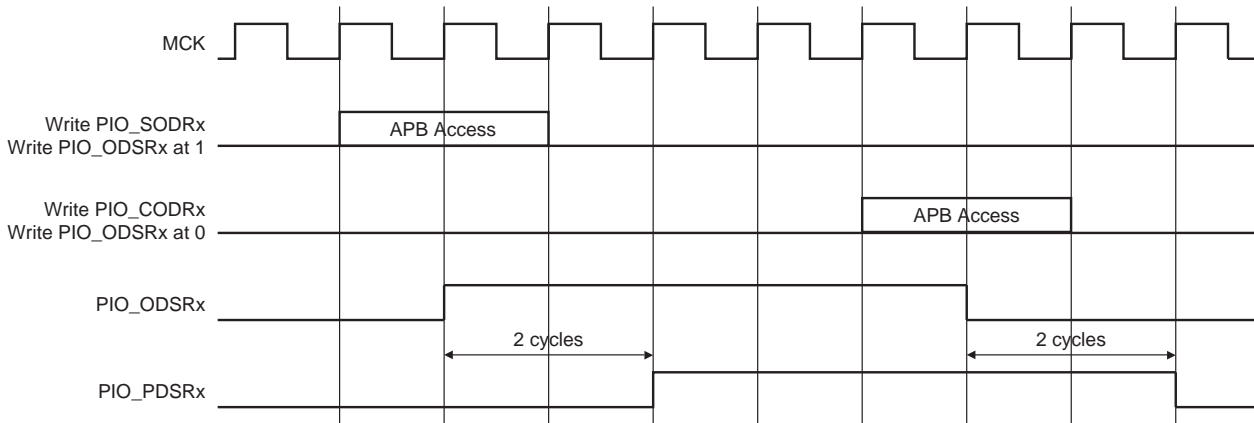 MCK
Write PIO_SODRx
Write PIO_ODSRx at 1
APB Access
Write PIO_CODRx
Write PIO_ODSRx at 0
APB Access
PIO_ODSRx
2 cycles
2 cycles
PIO_PDSRx